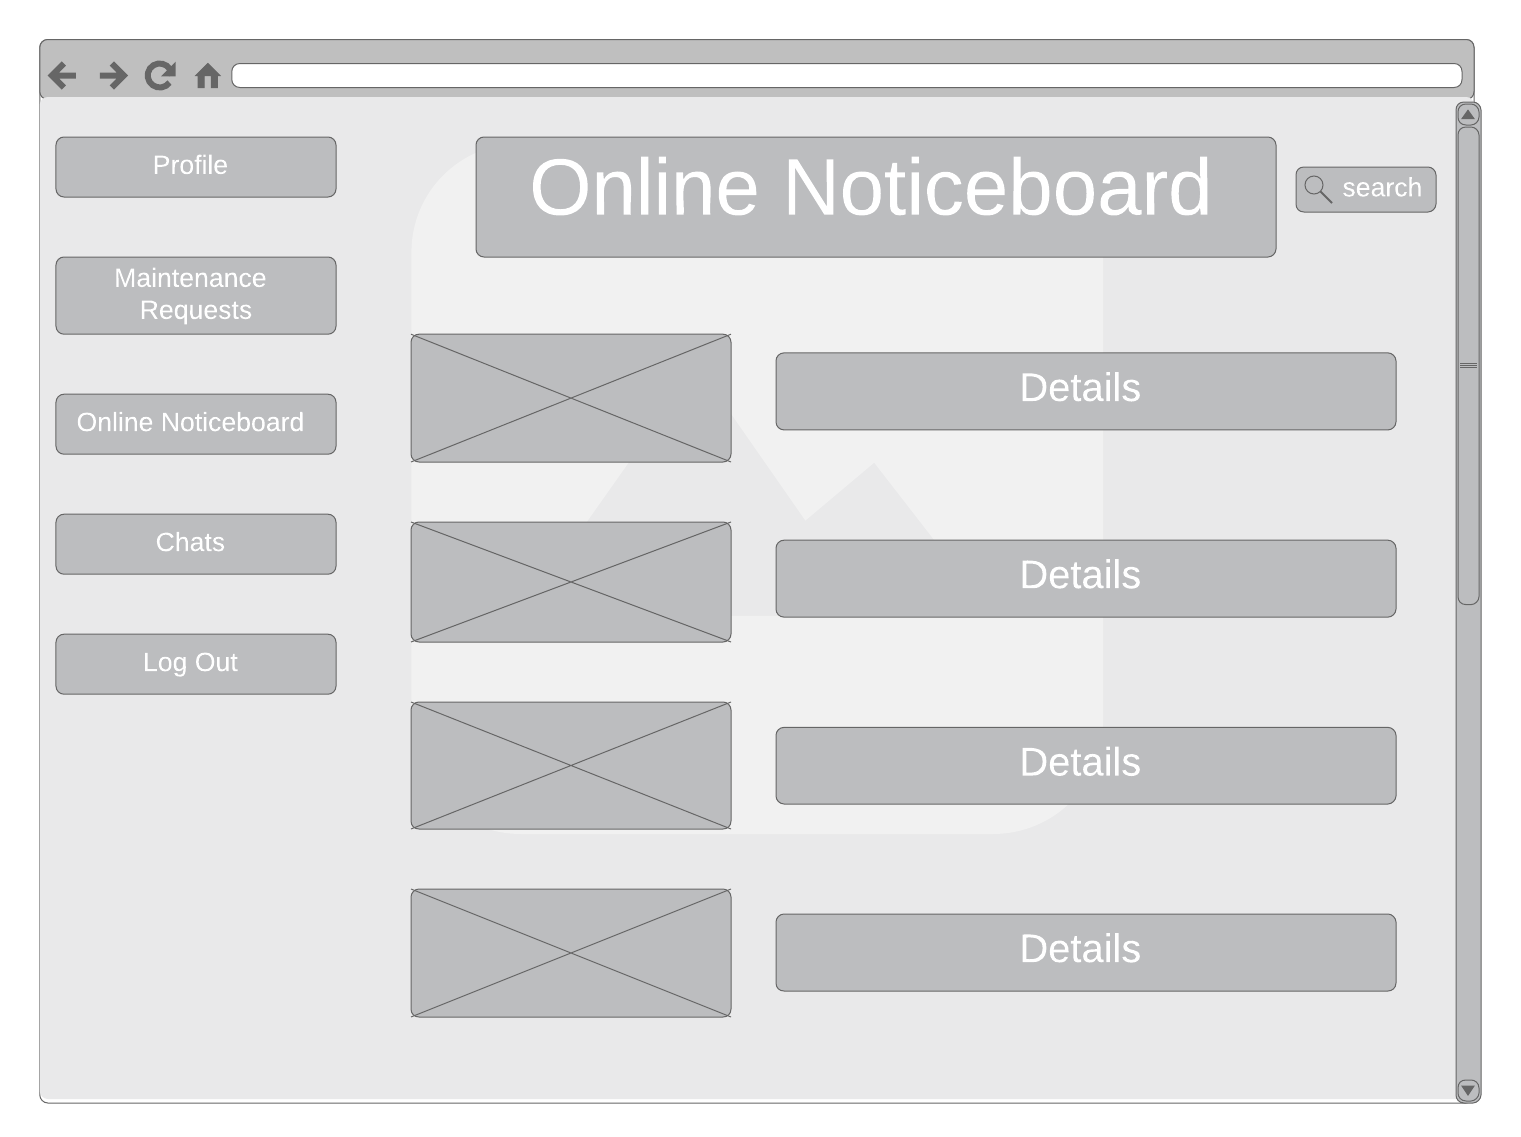 Profile
Maintenance
Requests
Online Noticeboard
Chats
Log Out
Online Noticeboard
search
Details
Details
Details
Details